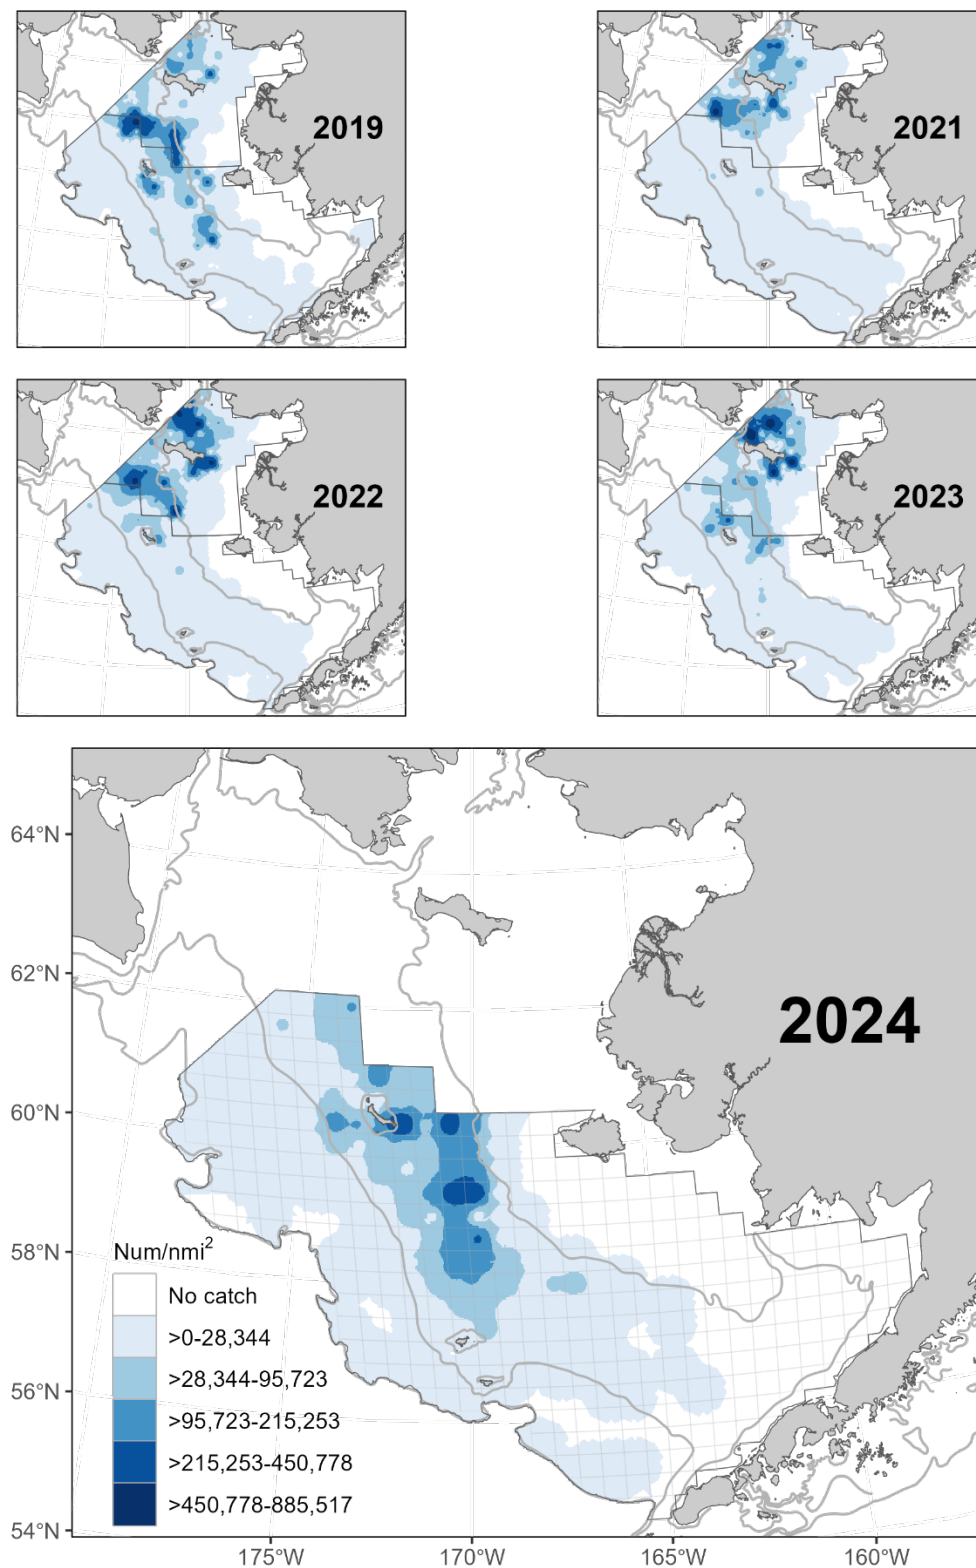 2019
2021
2022
2023
2024
64°N
62°N
60°N
58°N
56°N
54°N
Num/nmi²
No catch
>0-28,344
>28,344-95,723
>95,723-215,253
>215,253-450,778
>450,778-885,517
175°W
170°W
165°W
160°W